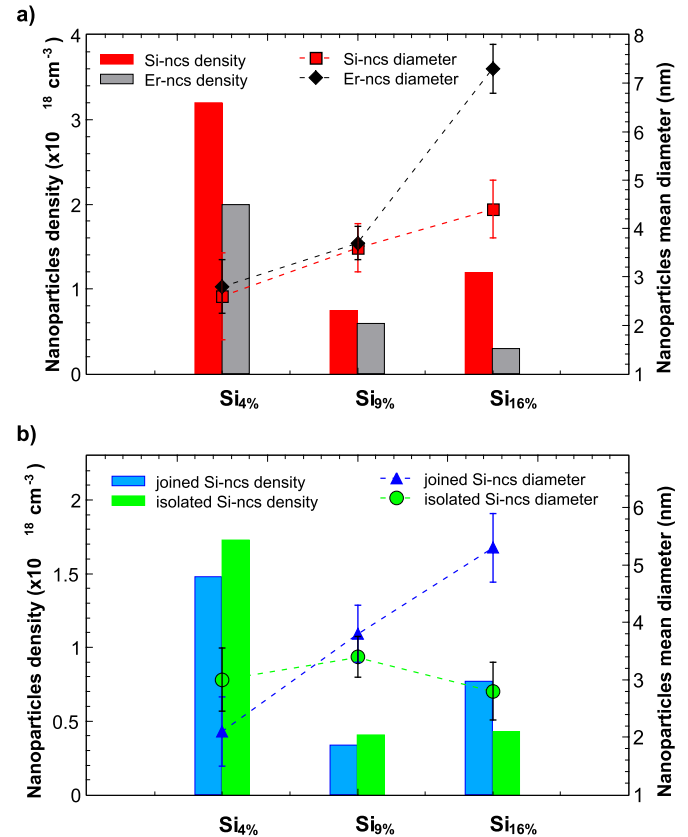 a)
Nanoparticles density (x10 18 cm-3)
4
3
2
1
0
Si-ncs density
Er-ncs density
Si-ncs diameter
Er-ncs diameter
8
7
6
5
4
3
2
1
Nanoparticles mean diameter (nm)
Si4% Si9% Si16%
b)
Nanoparticles density (x10 18 cm-3)
2
1.5
1
0.5
0
joined Si-ncs density
isolated Si-ncs density
joined Si-ncs diameter
isolated Si-ncs diameter
6
5
4
3
2
1
Nanoparticles mean diameter (nm)
Si4% Si9% Si16%